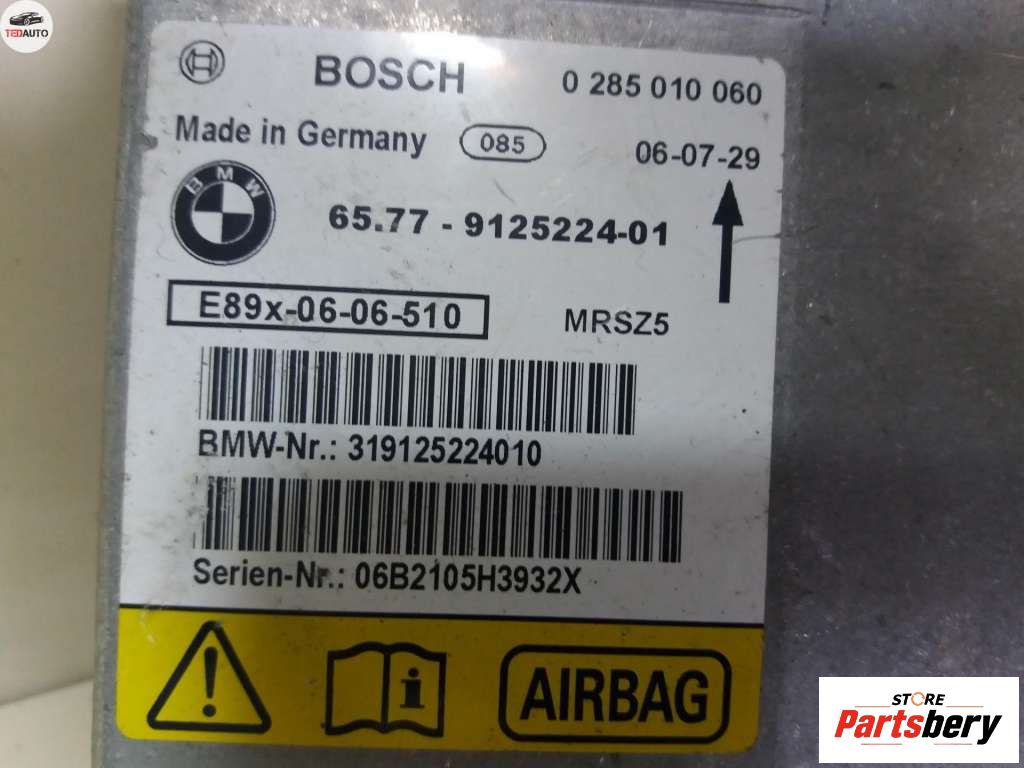 TEDAUTO
BOSCH 0 285 010 060
Made in Germany 085 06-07-29
BMW
65.77 - 9125224-01
E89x-06-06-510 MRSZ5
BMW-Nr.: 319125224010
Serien-Nr.: 06B2105H3932X
! i AIRBAG
STORE
Partsbery